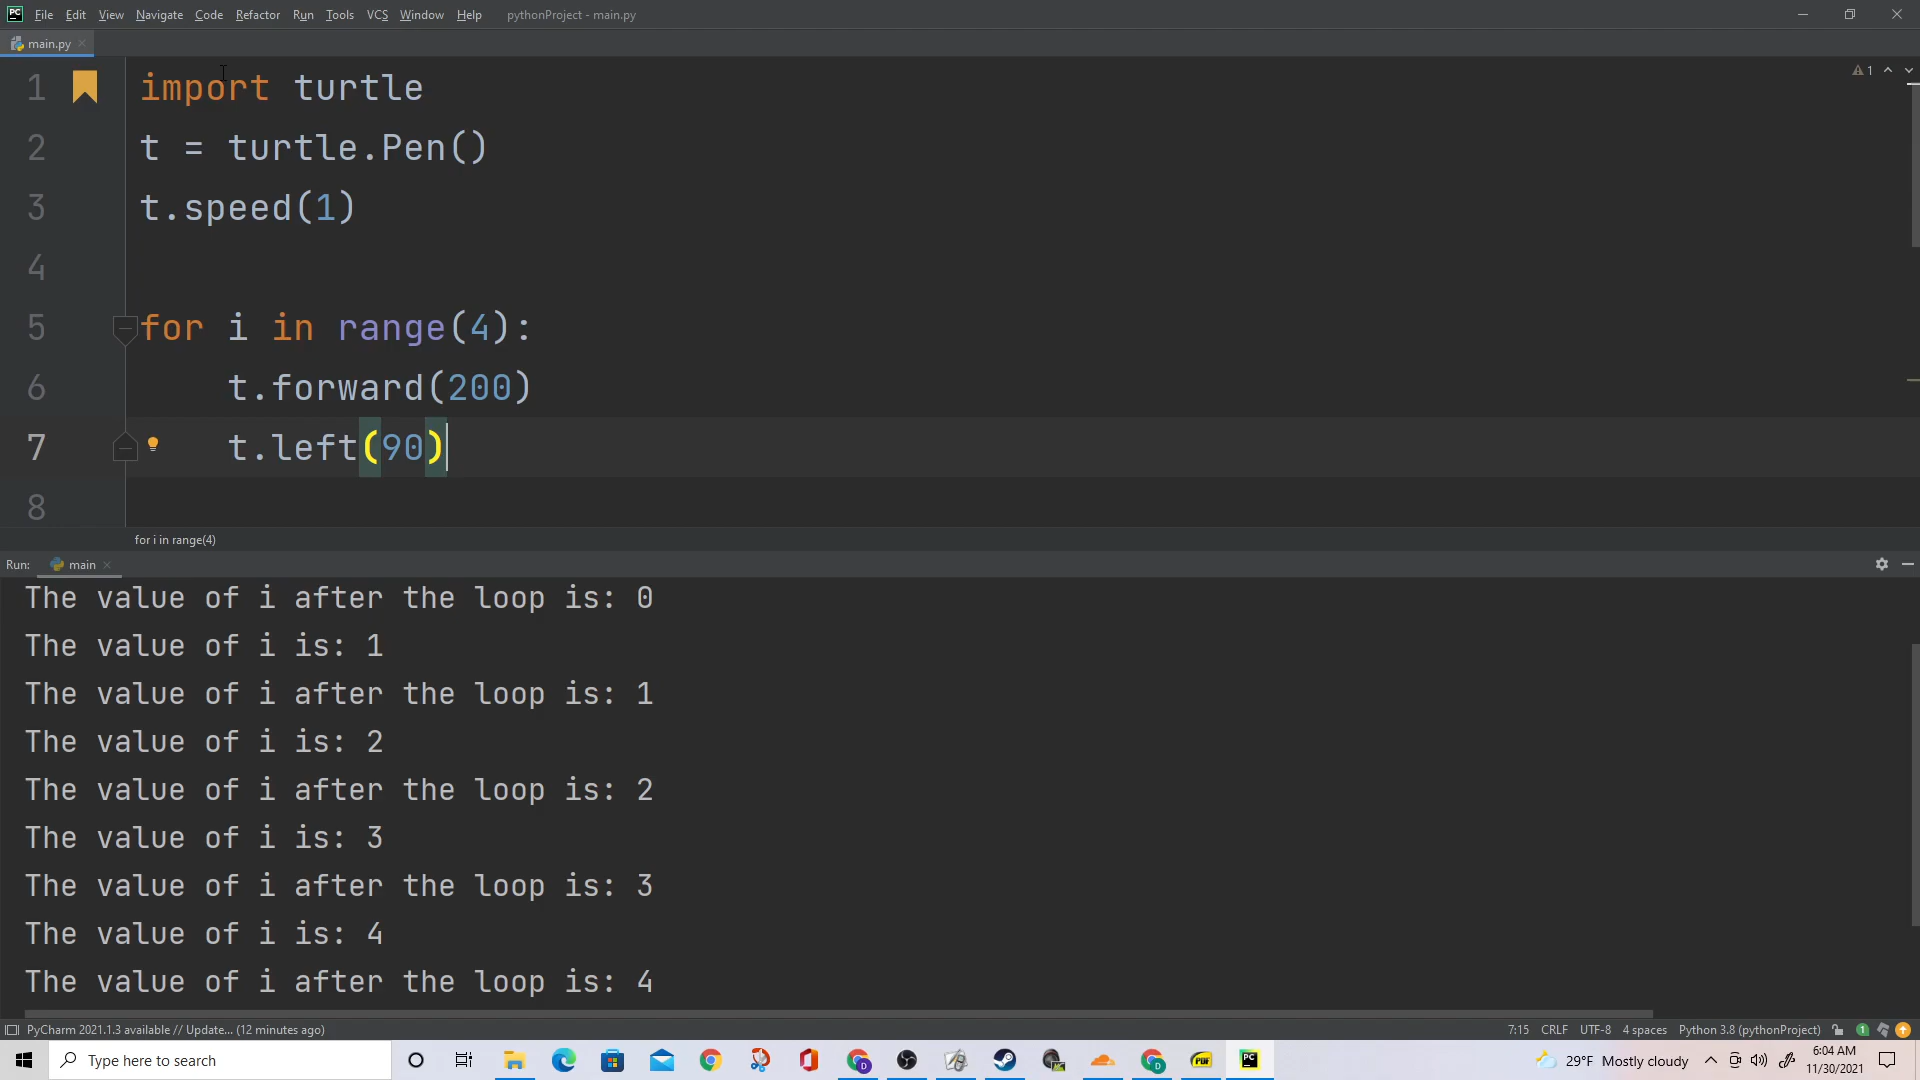 PC File Edit View Navigate Code Refactor Run Tools VCS Window Help pythonProject - main.py
main.py
1 import turtle
2 t = turtle.Pen()
3 t.speed(1)
4
5 for i in range(4):
6 t.forward(200)
7 t.left(90)
8
1
for i in range(4)
Run: main
The value of i after the loop is: 0
The value of i is: 1
The value of i after the loop is: 1
The value of i is: 2
The value of i after the loop is: 2
The value of i is: 3
The value of i after the loop is: 3
The value of i is: 4
The value of i after the loop is: 4
PyCharm 2021.1.3 available // Update... (12 minutes ago) 7:15 CRLF UTF-8 4 spaces Python 3.8 (pythonProject) 1
Type here to search D D PDF PC 29°F Mostly cloudy 6:04 AM
11/30/2021